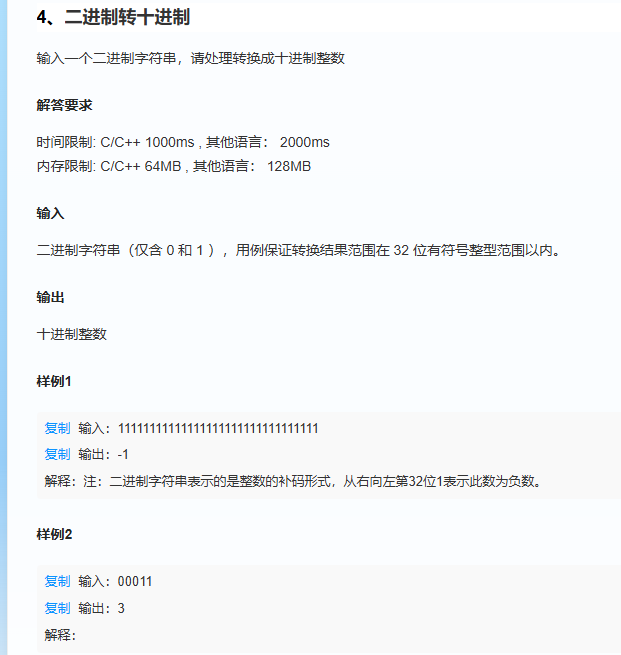 4、二进制转十进制
输入一个二进制字符串，请处理转换成十进制整数
解答要求
时间限制: C/C++ 1000ms , 其他语言： 2000ms
内存限制: C/C++ 64MB , 其他语言： 128MB
输入
二进制字符串（仅含 0 和 1 ），用例保证转换结果范围在 32 位有符号整型范围以内。
输出
十进制整数
样例1
复制 输入：11111111111111111111111111111111
复制 输出：-1
解释：注：二进制字符串表示的是整数的补码形式，从右向左第32位1表示此数为负数。
样例2
复制 输入：00011
复制 输出：3
解释：